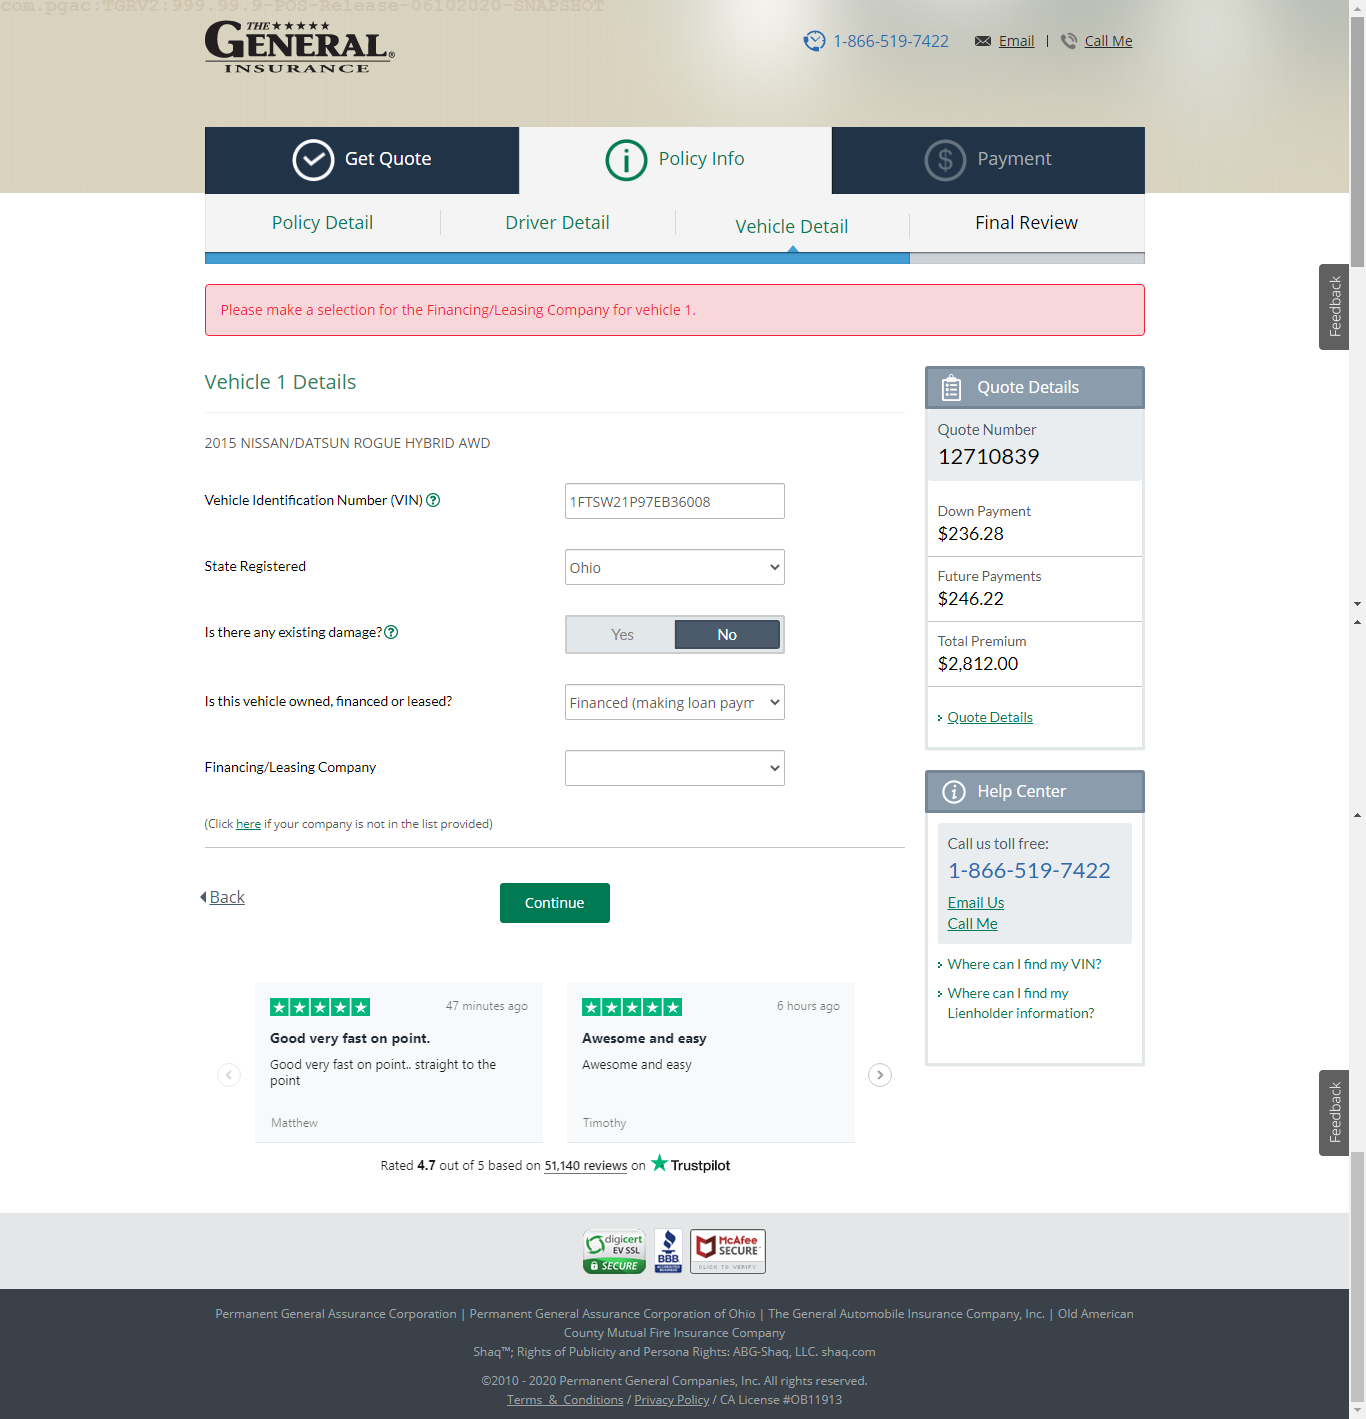 com.pgac:TGRV2:999.99.9-POS-Release-06102020-SNAPSHOT
THE
GENERAL®
INSURANCE
1-866-519-7422
Email | Call Me
Get Quote
Policy Info
Payment
Policy Detail
Driver Detail
Vehicle Detail
Final Review
Please make a selection for the Financing/Leasing Company for vehicle 1.
Vehicle 1 Details
2015 NISSAN/DATSUN ROGUE HYBRID AWD
Vehicle Identification Number (VIN) ?
1FTSW21P97EB36008
State Registered
Ohio
Is there any existing damage? ?
Yes
No
Is this vehicle owned, financed or leased?
Financed (making loan paym
Financing/Leasing Company
(Click here if your company is not in the list provided)
Back
Continue
Quote Details
Quote Number
12710839
Down Payment
$236.28
Future Payments
$246.22
Total Premium
$2,812.00
Quote Details
Help Center
Call us toll free:
1-866-519-7422
Email Us
Call Me
Where can I find my VIN?
Where can I find my
Lienholder information?
Feedback
Feedback
47 minutes ago
Good very fast on point.
Good very fast on point.. straight to the
point
Matthew
6 hours ago
Awesome and easy
Awesome and easy
Timothy
Rated 4.7 out of 5 based on 51,140 reviews on Trustpilot
digicert
EV SSL
SECURE
BBB
ACCREDITED
BUSINESS
McAfee
SECURE™
CLICK TO VERIFY
Permanent General Assurance Corporation | Permanent General Assurance Corporation of Ohio | The General Automobile Insurance Company, Inc. | Old American
County Mutual Fire Insurance Company
Shaq™; Rights of Publicity and Persona Rights: ABG-Shaq, LLC. shaq.com
©2010 - 2020 Permanent General Companies, Inc. All rights reserved.
Terms & Conditions / Privacy Policy / CA License #OB11913